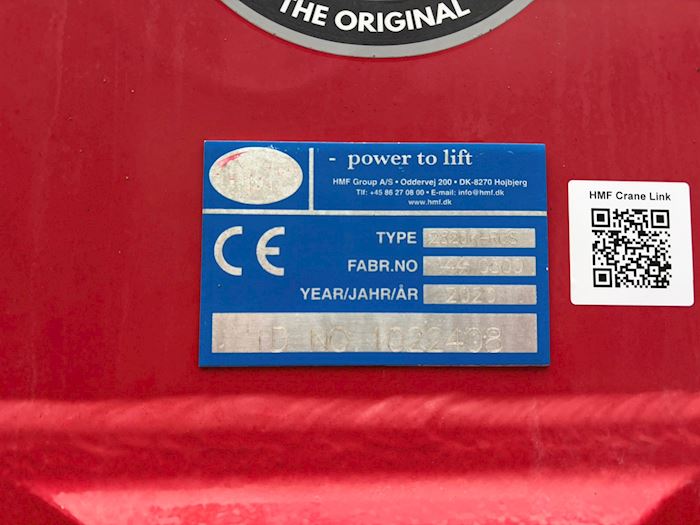 THE ORIGINAL
- power to lift
HMF Group A/S • Oddervej 200 • DK-8270 Højbjerg
Tlf: +45 86 27 08 00 • E-mail: info@hmf.dk
www.hmf.dk
CE
TYPE
FABR.NO
YEAR/JAHR/ÅR 2020
ID NO 1022408
HMF Crane Link